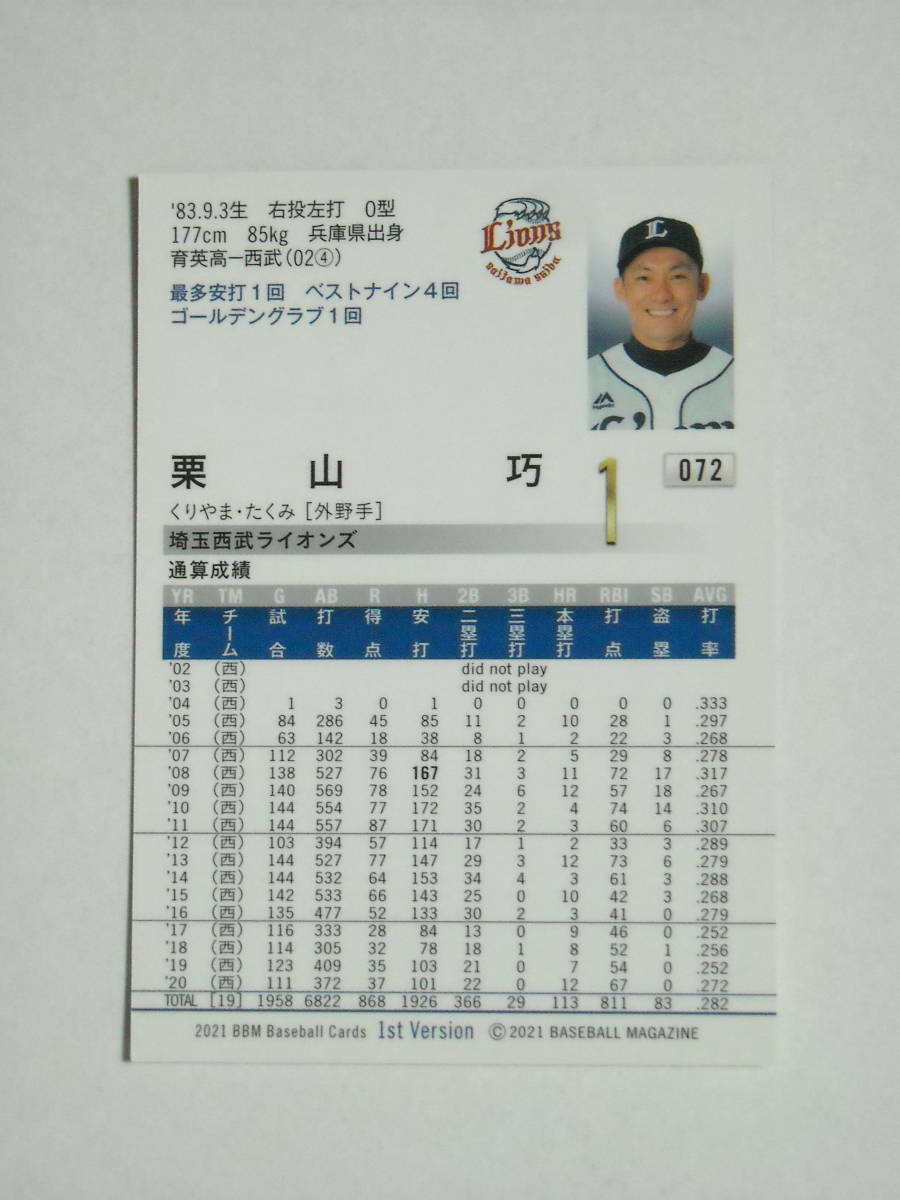 '83.9.3生 右投左打 O型
177cm 85kg 兵庫県出身
育英高ー西武(02④)
最多安打1回 ベストナイン4回
ゴールデングラブ1回
Lions
saitama seibu
L
栗山 巧
1
072
くりやま・たくみ [外野手]
埼玉西武ライオンズ
通算成績
YR TM G AB R H 2B 3B HR RBI SB AVG
年度 チーム 試合 打数 得点 安打 二塁打 三塁打 本塁打 打点 盗塁 打率
'02 (西) did not play
'03 (西) did not play
'04 (西) 1 3 0 1 0 0 0 0 0 .333
'05 (西) 84 286 45 85 11 2 10 28 1 .297
'06 (西) 63 142 18 38 8 1 2 22 3 .268
'07 (西) 112 302 39 84 18 2 5 29 8 .278
'08 (西) 138 527 76 167 31 3 11 72 17 .317
'09 (西) 140 569 78 152 24 6 12 57 18 .267
'10 (西) 144 554 77 172 35 2 4 74 14 .310
'11 (西) 144 557 87 171 30 2 3 60 6 .307
'12 (西) 103 394 57 114 17 1 2 33 3 .289
'13 (西) 144 527 77 147 29 3 12 73 6 .279
'14 (西) 144 532 64 153 34 4 3 61 3 .288
'15 (西) 142 533 66 143 25 0 10 42 3 .268
'16 (西) 135 477 52 133 30 2 3 41 0 .279
'17 (西) 116 333 28 84 13 0 9 46 0 .252
'18 (西) 114 305 32 78 18 1 8 52 1 .256
'19 (西) 123 409 35 103 21 0 7 54 0 .252
'20 (西) 111 372 37 101 22 0 12 67 0 .272
TOTAL [19] 1958 6822 868 1926 366 29 113 811 83 .282
2021 BBM Baseball Cards 1st Version © 2021 BASEBALL MAGAZINE